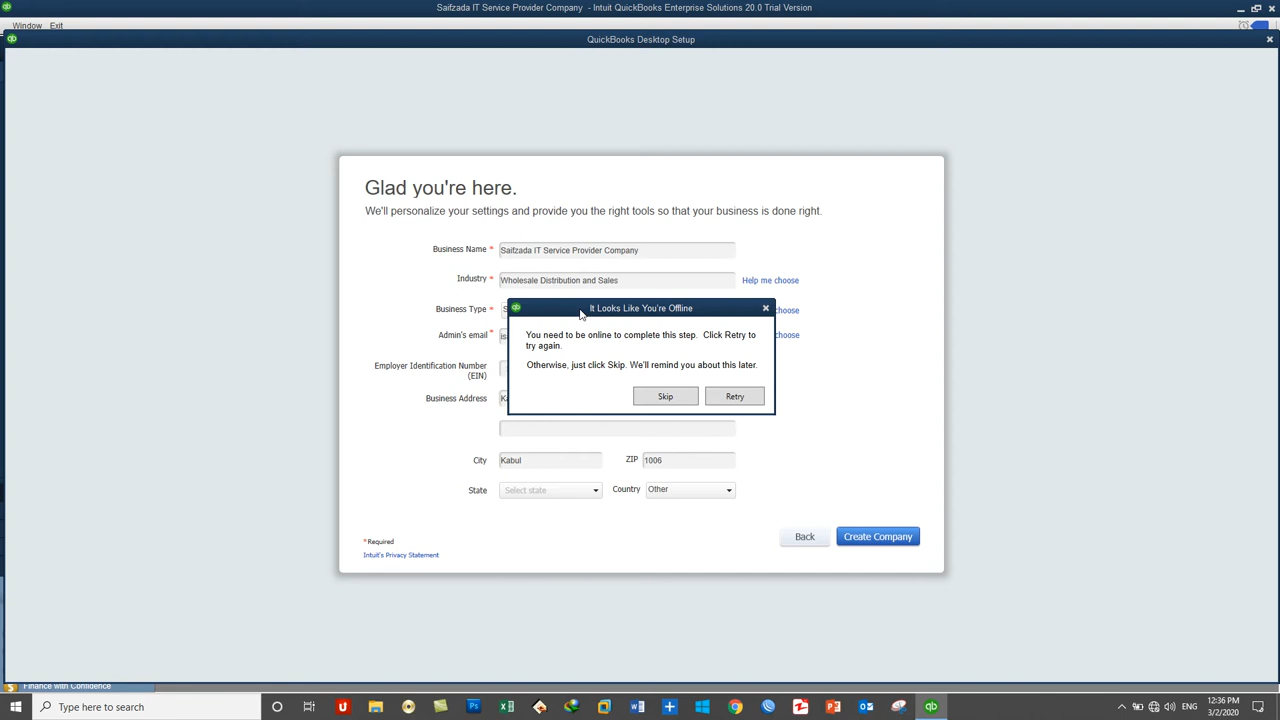 Saifzada IT Service Provider Company - Intuit QuickBooks Enterprise Solutions 20.0 Trial Version
Window Exit
QuickBooks Desktop Setup
Glad you're here.
We'll personalize your settings and provide you the right tools so that your business is done right.
Business Name * Saifzada IT Service Provider Company
Industry * Wholesale Distribution and Sales Help me choose
It Looks Like You're Offline
Business Type * choose
Admin's email * choose
You need to be online to complete this step. Click Retry to
try again.
Otherwise, just click Skip. We'll remind you about this later.
Employer Identification Number
(EIN)
Skip Retry
Business Address
City Kabul ZIP 1006
State Select state Country Other
Back Create Company
*Required
Intuit's Privacy Statement
Finance with Confidence
Type here to search
ENG
12:36 PM
3/2/2020